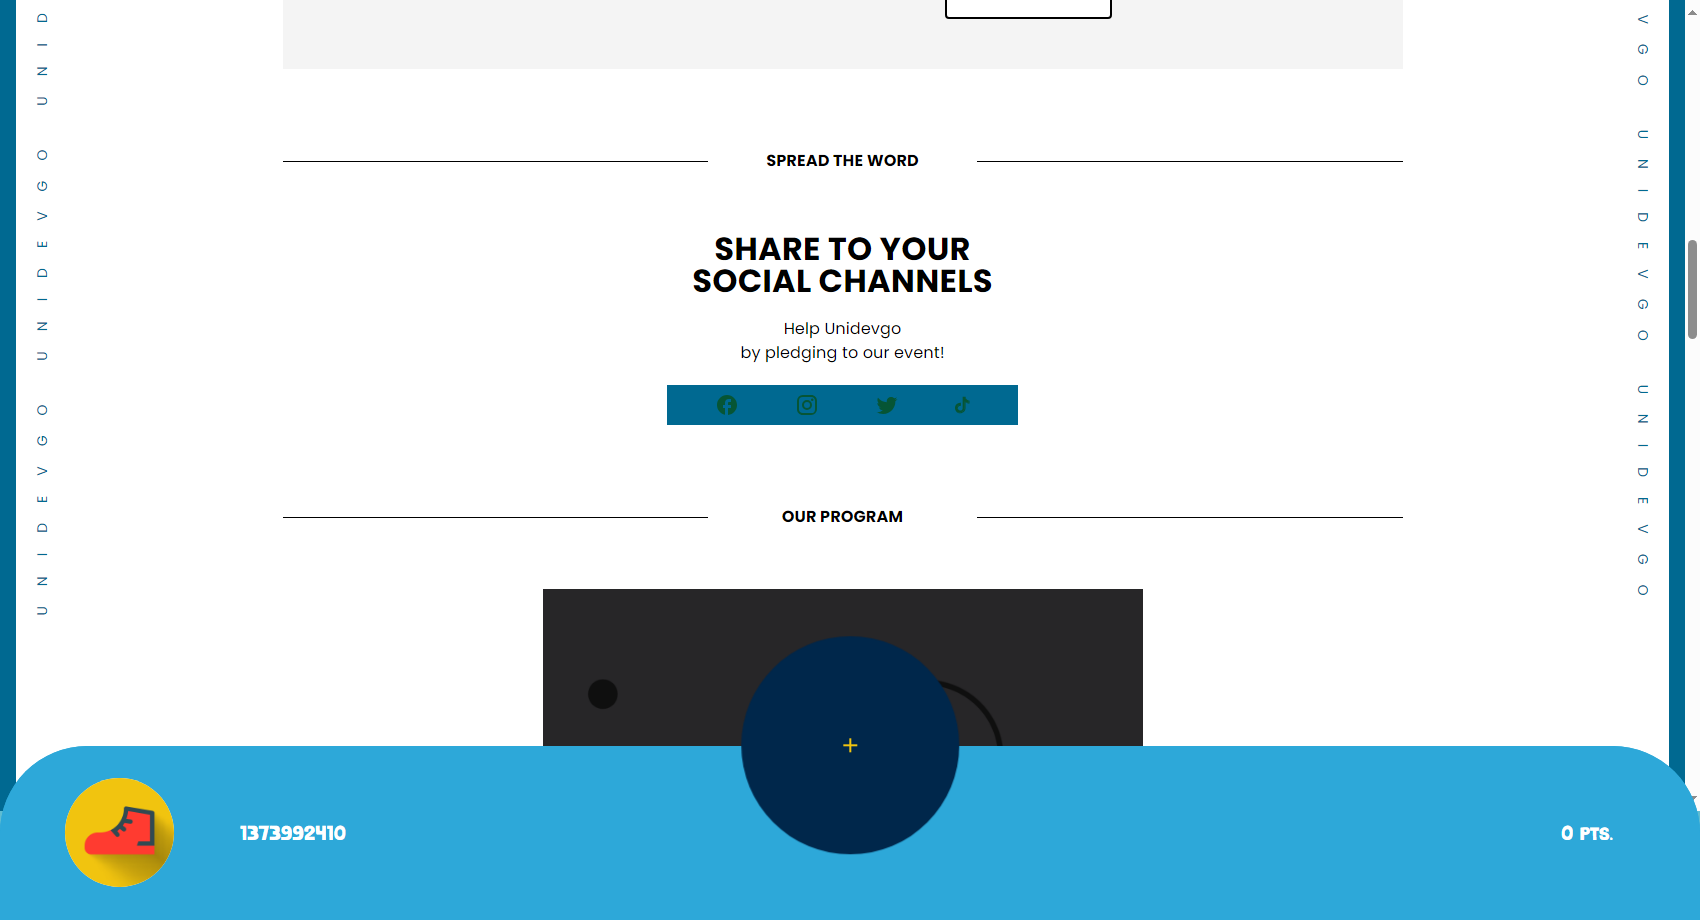 UNIDEVGO UNIDEVGO UNID
VGO UNIDEVGO UNIDEVGO
SPREAD THE WORD
SHARE TO YOUR
SOCIAL CHANNELS
Help Unidevgo
by pledging to our event!
OUR PROGRAM
+
1373992410
0 PTS.